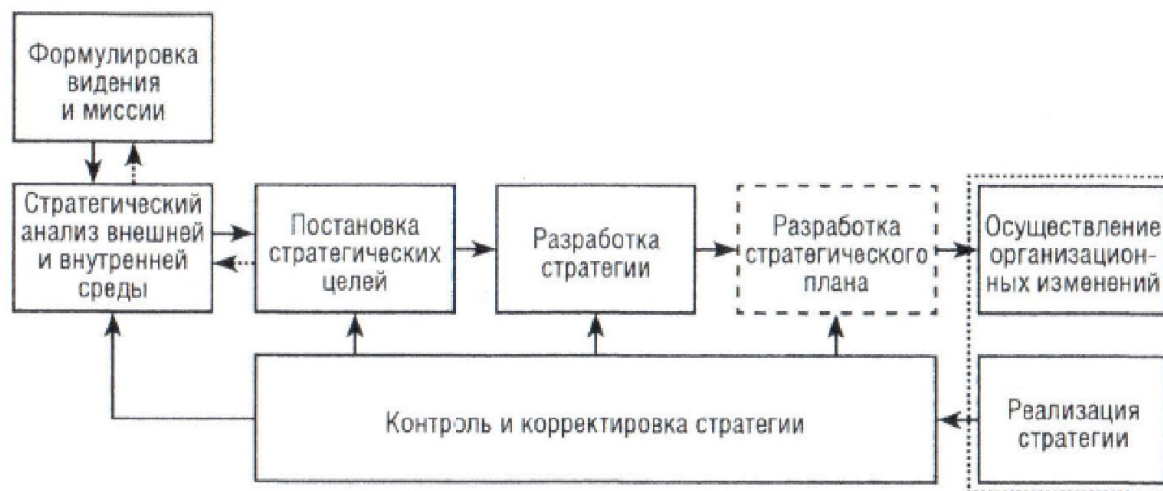 Формулировка
видения
и миссии
Стратегический
анализ внешней
и внутренней
среды
Постановка
стратегических
целей
Разработка
стратегии
Разработка
стратегического
плана
Осуществление
организацион-
ных изменений
Контроль и корректировка стратегии
Реализация
стратегии